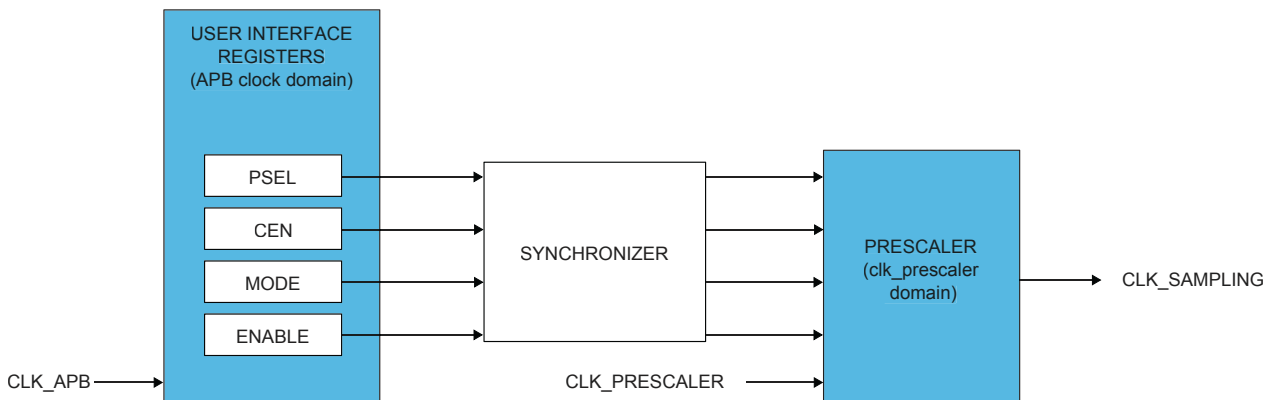 USER INTERFACE
REGISTERS
(APB clock domain)
PSEL
CEN
MODE
ENABLE
CLK_APB
SYNCHRONIZER
CLK_PRESCALER
PRESCALER
(clk_prescaler
domain)
CLK_SAMPLING